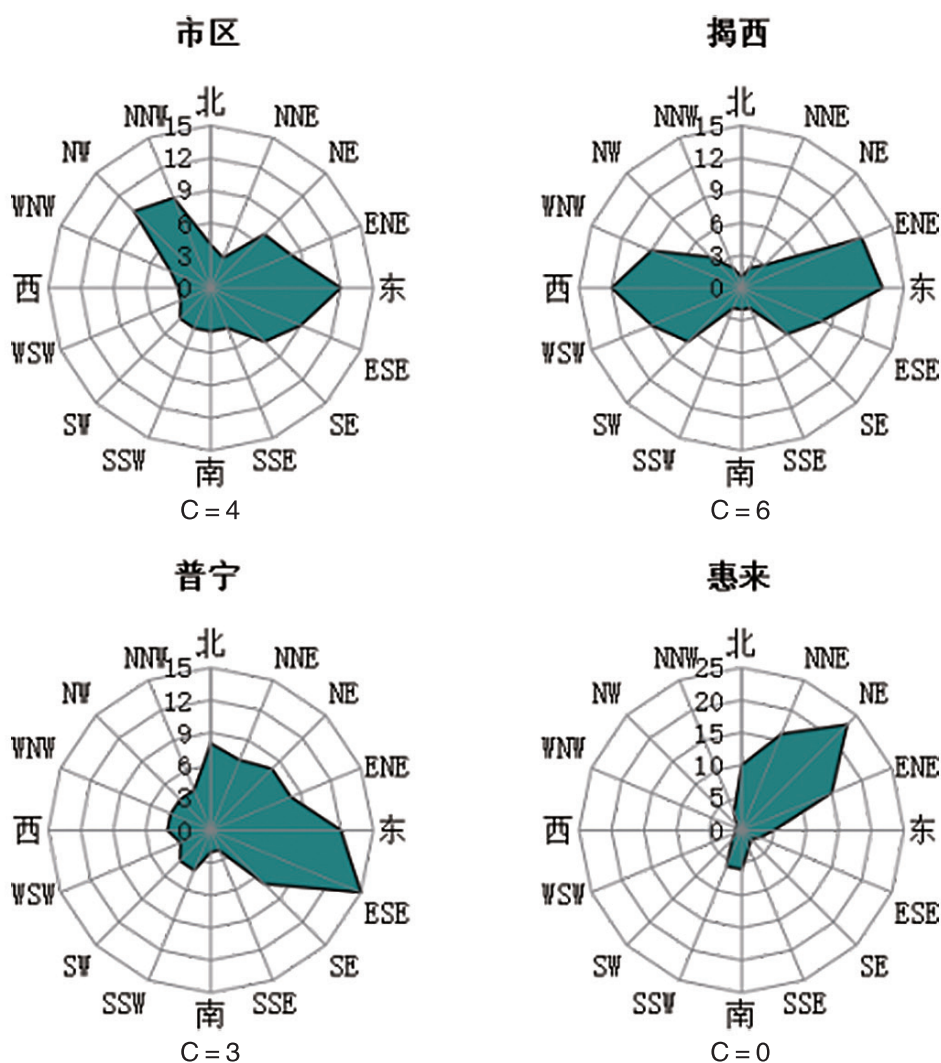 市区
北
NNW
NNE
NW
NE
WNW
ENE
西
东
WSW
ESE
SW
SE
SSW
SSE
南
15
12
9
6
3
0
C = 4
揭西
北
NNW
NNE
NW
NE
WNW
ENE
西
东
WSW
ESE
SW
SE
SSW
SSE
南
15
12
9
6
3
0
C = 6
普宁
北
NNW
NNE
NW
NE
WNW
ENE
西
东
WSW
ESE
SW
SE
SSW
SSE
南
15
12
9
6
3
0
C = 3
惠来
北
NNW
NNE
NW
NE
WNW
ENE
西
东
WSW
ESE
SW
SE
SSW
SSE
南
25
20
15
10
5
0
C = 0